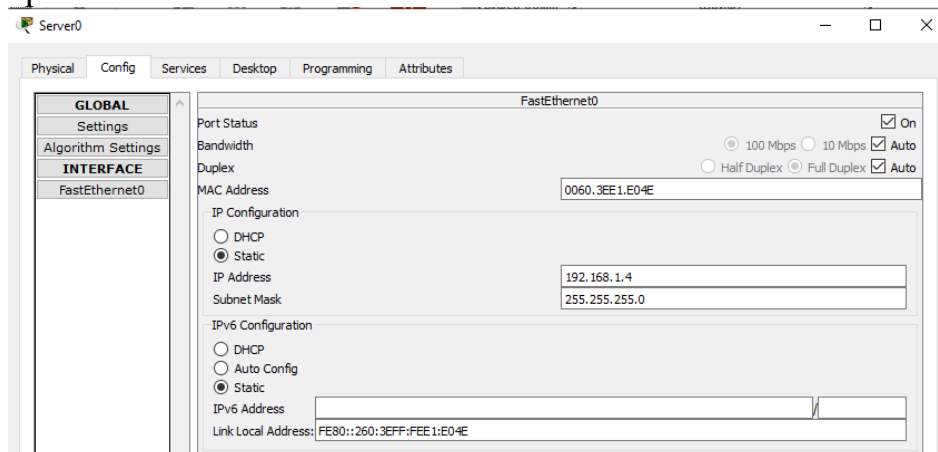 Server0
Physical Config Services Desktop Programming Attributes
GLOBAL
Settings
Algorithm Settings
INTERFACE
FastEthernet0
FastEthernet0
Port Status On
Bandwidth 100 Mbps 10 Mbps Auto
Duplex Half Duplex Full Duplex Auto
MAC Address 0060.3EE1.E04E
IP Configuration
DHCP
Static
IP Address 192.168.1.4
Subnet Mask 255.255.255.0
IPv6 Configuration
DHCP
Auto Config
Static
IPv6 Address /
Link Local Address: FE80::260:3EFF:FEE1:E04E